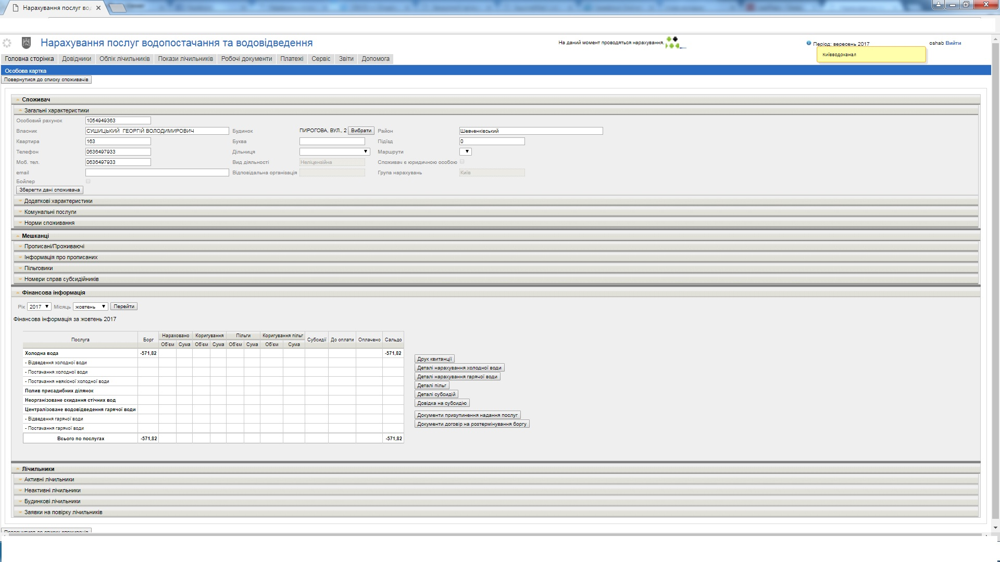 Нарахування послуг во
Нарахування послуг водопостачання та водовідведення
На даний момент проводяться нарахування.
Період: вересень 2017
oshab Вийти
Київводоканал
Головна сторінка Довідники Облік лічильників Покази лічильників Робочі документи Платежі Сервіс Звіти Допомога
Особова картка
Повернутися до списку споживачів
Споживач
Загальні характеристики
Особовий рахунок 1054949363
Власник СУШИЦЬКИЙ ГЕОРГІЙ ВОЛОДИМИРОВИЧ Будинок ПИРОГОВА, ВУЛ., 2 Вибрати Район Шевченківський
Квартира 163 Буква Підїзд 0
Телефон 0636497933 Дільниця Маршрути
Моб. тел. 0636497933 Вид діяльності Неліцензійна Споживач є юридичною особою
email Відповідальна організація Група нарахувань Київ
Бойлер
Зберегти дані споживача
Додаткові характеристики
Комунальні послуги
Норми споживання
Мешканці
Прописані/Проживаючі
Інформація про прописаних
Пільговики
Номери справ субсидійників
Фінансова інформація
Рік 2017 Місяць жовтень Перейти
Фінансова інформація за жовтень 2017
Послуга Борг Нараховано Коригування Пільги Коригування пільг Субсидії До оплати Оплачено Сальдо
Об'єм Сума Об'єм Сума Об'єм Сума Об'єм Сума
Холодна вода -571,82 -571,82
- Відведення холодної води
- Постачання холодної води
- Постачання неякісної холодної води
Полив присадибних ділянок
Неорганізоване скидання стічних вод
Централізоване водовідведення гарячої води
- Відведення гарячої води
- Постачання гарячої води
Всього по послугах -571,82 -571,82
Друк квитанції
Деталі нарахування холодної води
Деталі нарахування гарячої води
Деталі пільг
Деталі субсидій
Довідка на субсидію
Документи призупинення надання послуг
Документи договір на розтермінування боргу
Лічильники
Активні лічильники
Неактивні лічильники
Будинкові лічильники
Заявки на повірку лічильників
Повернутися до списку споживачів